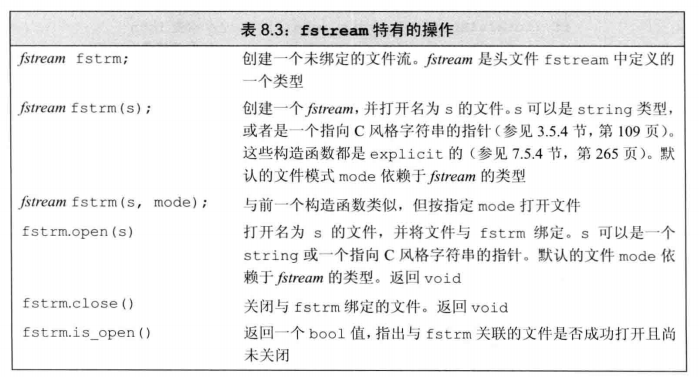 表 8.3：fstream 特有的操作
fstream fstrm; 创建一个未绑定的文件流。fstream 是头文件 fstream 中定义的
一个类型
fstream fstrm(s); 创建一个 fstream，并打开名为 s 的文件。s 可以是 string 类型，
或者是一个指向 C 风格字符串的指针（参见 3.5.4 节，第 109 页）。
这些构造函数都是 explicit 的（参见 7.5.4 节，第 265 页）。默
认的文件模式 mode 依赖于 fstream 的类型
fstream fstrm(s, mode); 与前一个构造函数类似，但按指定 mode 打开文件
fstrm.open(s) 打开名为 s 的文件，并将文件与 fstrm 绑定。s 可以是一个
string 或一个指向 C 风格字符串的指针。默认的文件 mode 依
赖于 fstream 的类型。返回 void
fstrm.close() 关闭与 fstrm 绑定的文件。返回 void
fstrm.is_open() 返回一个 bool 值，指出与 fstrm 关联的文件是否成功打开且尚
未关闭